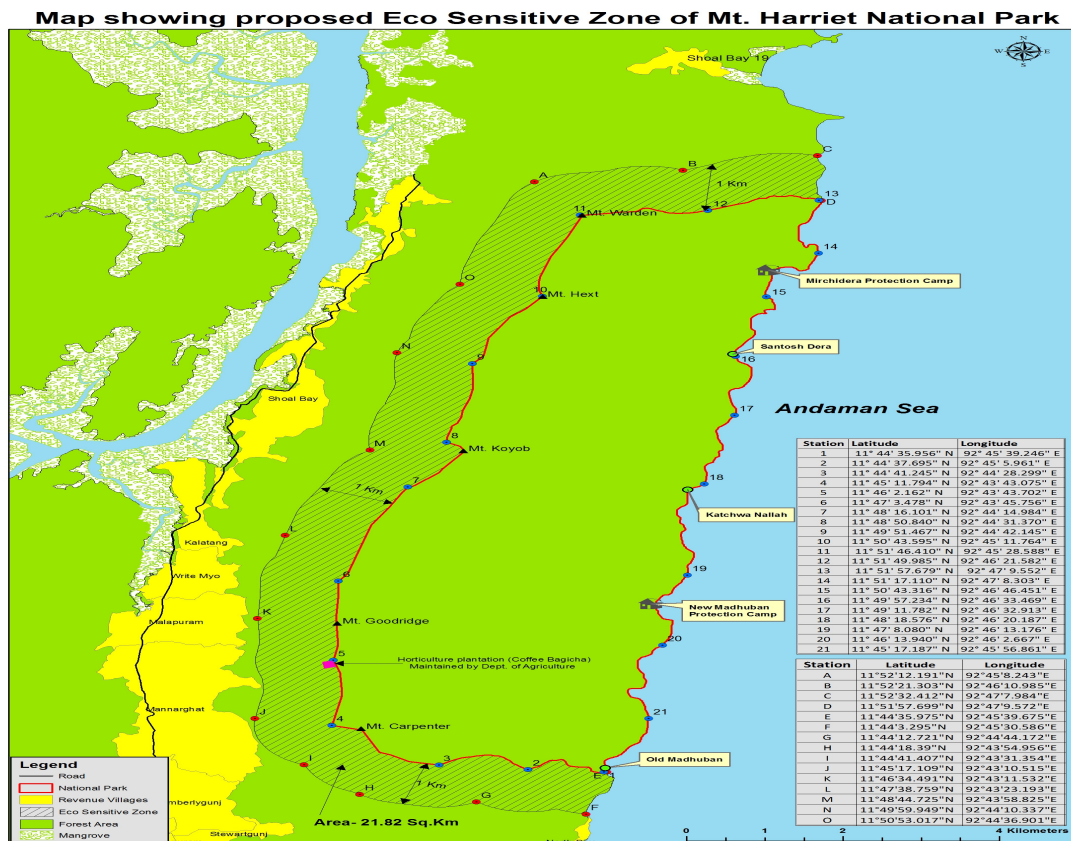 Map showing proposed Eco Sensitive Zone of Mt. Harriet National Park
N
W E
S
Shoal Bay 19
C
B
A
1 Km
13
D
12
11
Mt. Warden
14
Mirchidera Protection Camp
O
10
Mt. Hext
15
N
Santosh Dera
16
9
Shoal Bay
17
Andaman Sea
M
8
Mt. Koyob
7
1 Km
18
Katchwa Nallah
L
Kalatang
Write Myo
19
6
K
Malapuram
Mt. Goodridge
New Madhuban
Protection Camp
20
5
Horticulture plantation (Coffee Bagicha)
Maintained by Dept. of Agriculture
Mannarghat
J
4
Mt. Carpenter
21
I
3
2
E
1
Old Madhuban
H
1 Km
G
F
Area- 21.82 Sq.Km
Stewartgunj
Legend
Road
National Park
Revenue Villages
Eco Sensitive Zone
Forest Area
Mangrove
Station Latitude Longitude
1 11° 44' 35.956" N 92° 45' 39.246" E
2 11° 44' 37.695" N 92° 45' 5.961" E
3 11° 44' 41.245" N 92° 44' 28.299" E
4 11° 45' 11.794" N 92° 43' 43.075" E
5 11° 46' 2.162" N 92° 43' 43.702" E
6 11° 47' 3.478" N 92° 43' 45.756" E
7 11° 48' 16.101" N 92° 44' 14.984" E
8 11° 48' 50.840" N 92° 44' 31.370" E
9 11° 49' 51.467" N 92° 44' 42.145" E
10 11° 50' 43.595" N 92° 45' 11.764" E
11 11° 51' 46.410" N 92° 45' 28.588" E
12 11° 51' 49.985" N 92° 46' 21.582" E
13 11° 51' 57.679" N 92° 47' 9.552" E
14 11° 51' 17.110" N 92° 47' 8.303" E
15 11° 50' 43.316" N 92° 46' 46.451" E
16 11° 49' 57.234" N 92° 46' 33.469" E
17 11° 49' 11.782" N 92° 46' 32.913" E
18 11° 48' 18.576" N 92° 46' 20.187" E
19 11° 47' 8.080" N 92° 46' 13.176" E
20 11° 46' 13.940" N 92° 46' 2.667" E
21 11° 45' 17.187" N 92° 45' 56.861" E
Station Latitude Longitude
A 11°52'12.191"N 92°45'8.243"E
B 11°52'21.303"N 92°46'10.985"E
C 11°52'32.412"N 92°47'7.984"E
D 11°51'57.699"N 92°47'9.572"E
E 11°44'35.975"N 92°45'39.675"E
F 11°44'3.295"N 92°45'30.586"E
G 11°44'12.721"N 92°44'44.172"E
H 11°44'18.39"N 92°43'54.956"E
I 11°44'41.407"N 92°43'31.354"E
J 11°45'17.109"N 92°43'10.515"E
K 11°46'34.491"N 92°43'11.532"E
L 11°47'38.759"N 92°43'23.193"E
M 11°48'44.725"N 92°43'58.825"E
N 11°49'59.949"N 92°44'10.337"E
O 11°50'53.017"N 92°44'36.901"E
0 1 2 4 Kilometers